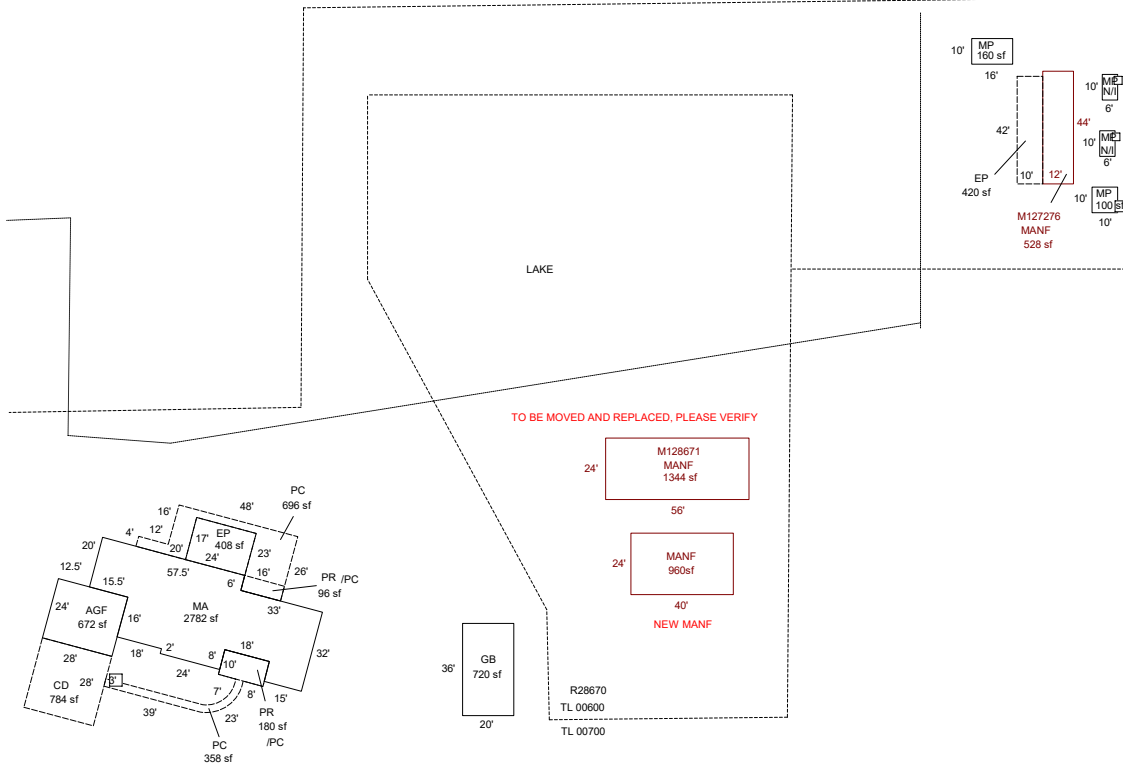 10'
MP
160 sf
16'
10'
MP
N/I
6'
42'
44'
10'
MP
N/I
6'
EP
420 sf
10'
12'
10'
MP
100 sf
10'
M127276
MANF
528 sf
LAKE
TO BE MOVED AND REPLACED, PLEASE VERIFY
24'
M128671
MANF
1344 sf
56'
24'
MANF
960sf
40'
NEW MANF
PC
696 sf
16'
48'
4'
12'
20'
17'
EP
408 sf
24'
23'
20'
57.5'
16'
26'
12.5'
15.5'
6'
PR /PC
96 sf
33'
24'
AGF
672 sf
16'
MA
2782 sf
32'
28'
18'
2'
24'
8'
18'
10'
CD
784 sf
28'
8'
7'
8'
15'
39'
23'
PR
180 sf
/PC
PC
358 sf
36'
GB
720 sf
20'
R28670
TL 00600
TL 00700